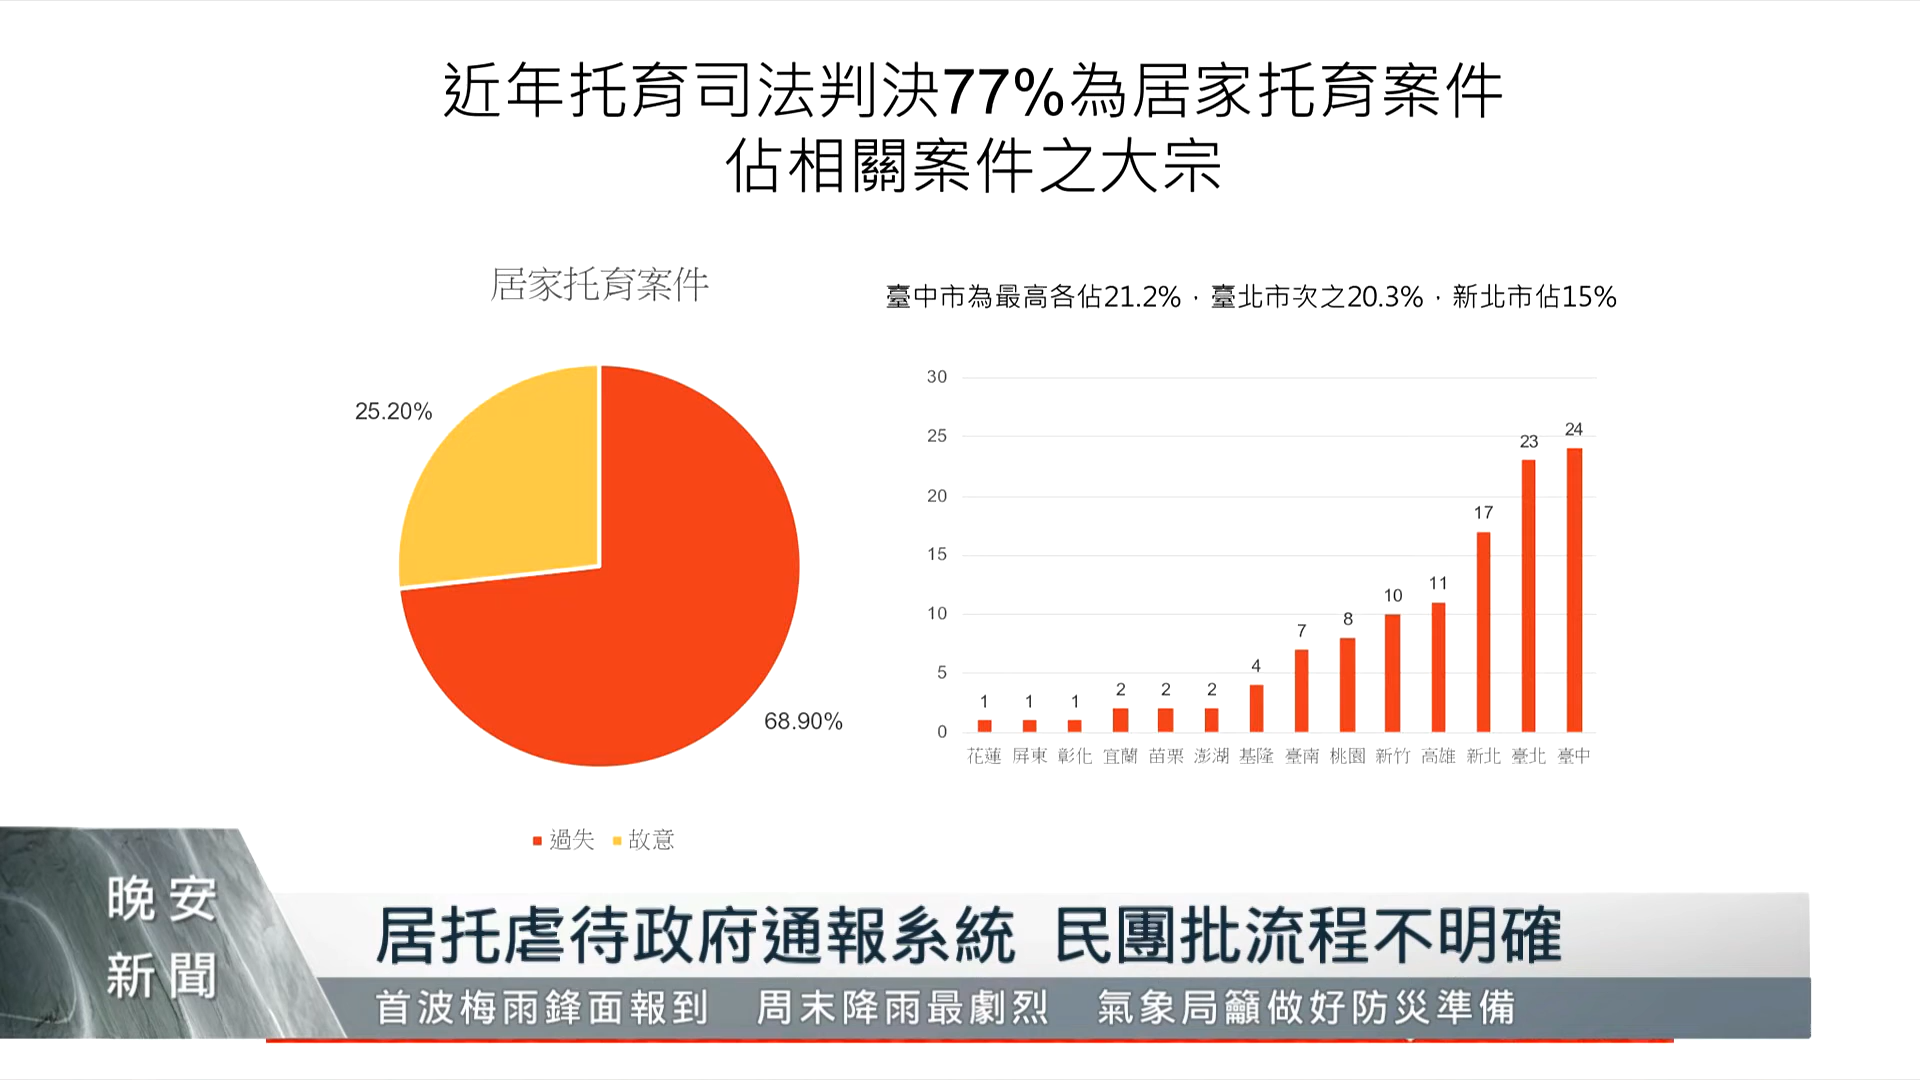 近年托育司法判決77%為居家托育案件
佔相關案件之大宗
居家托育案件
25.20%
68.90%
過失 故意
臺中市為最高各佔21.2%，臺北市次之20.3%，新北市佔15%
30
25
20
15
10
5
0
1 1 1 2 2 2 4 7 8 10 11 17 23 24
花蓮 屏東 彰化 宜蘭 苗栗 澎湖 基隆 臺南 桃園 新竹 高雄 新北 臺北 臺中
晚安
新聞
居托虐待政府通報系統 民團批流程不明確
首波梅雨鋒面報到 周末降雨最劇烈 氣象局籲做好防災準備